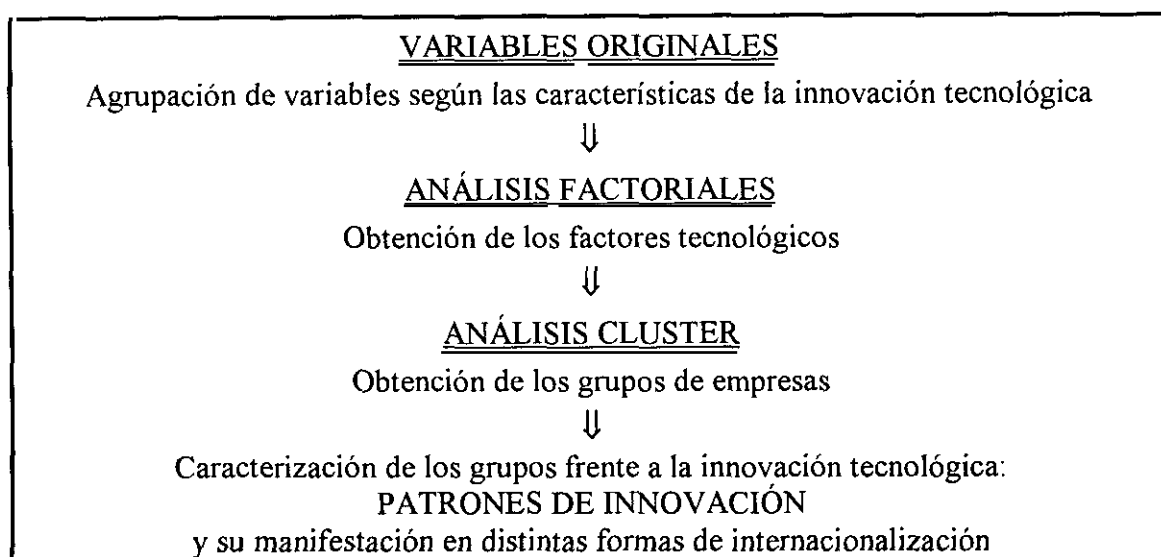 VARIABLES ORIGINALES
Agrupación de variables según las características de la innovación tecnológica
⇓
ANÁLISIS FACTORIALES
Obtención de los factores tecnológicos
⇓
ANÁLISIS CLUSTER
Obtención de los grupos de empresas
⇓
Caracterización de los grupos frente a la innovación tecnológica:
PATRONES DE INNOVACIÓN
y su manifestación en distintas formas de internacionalización